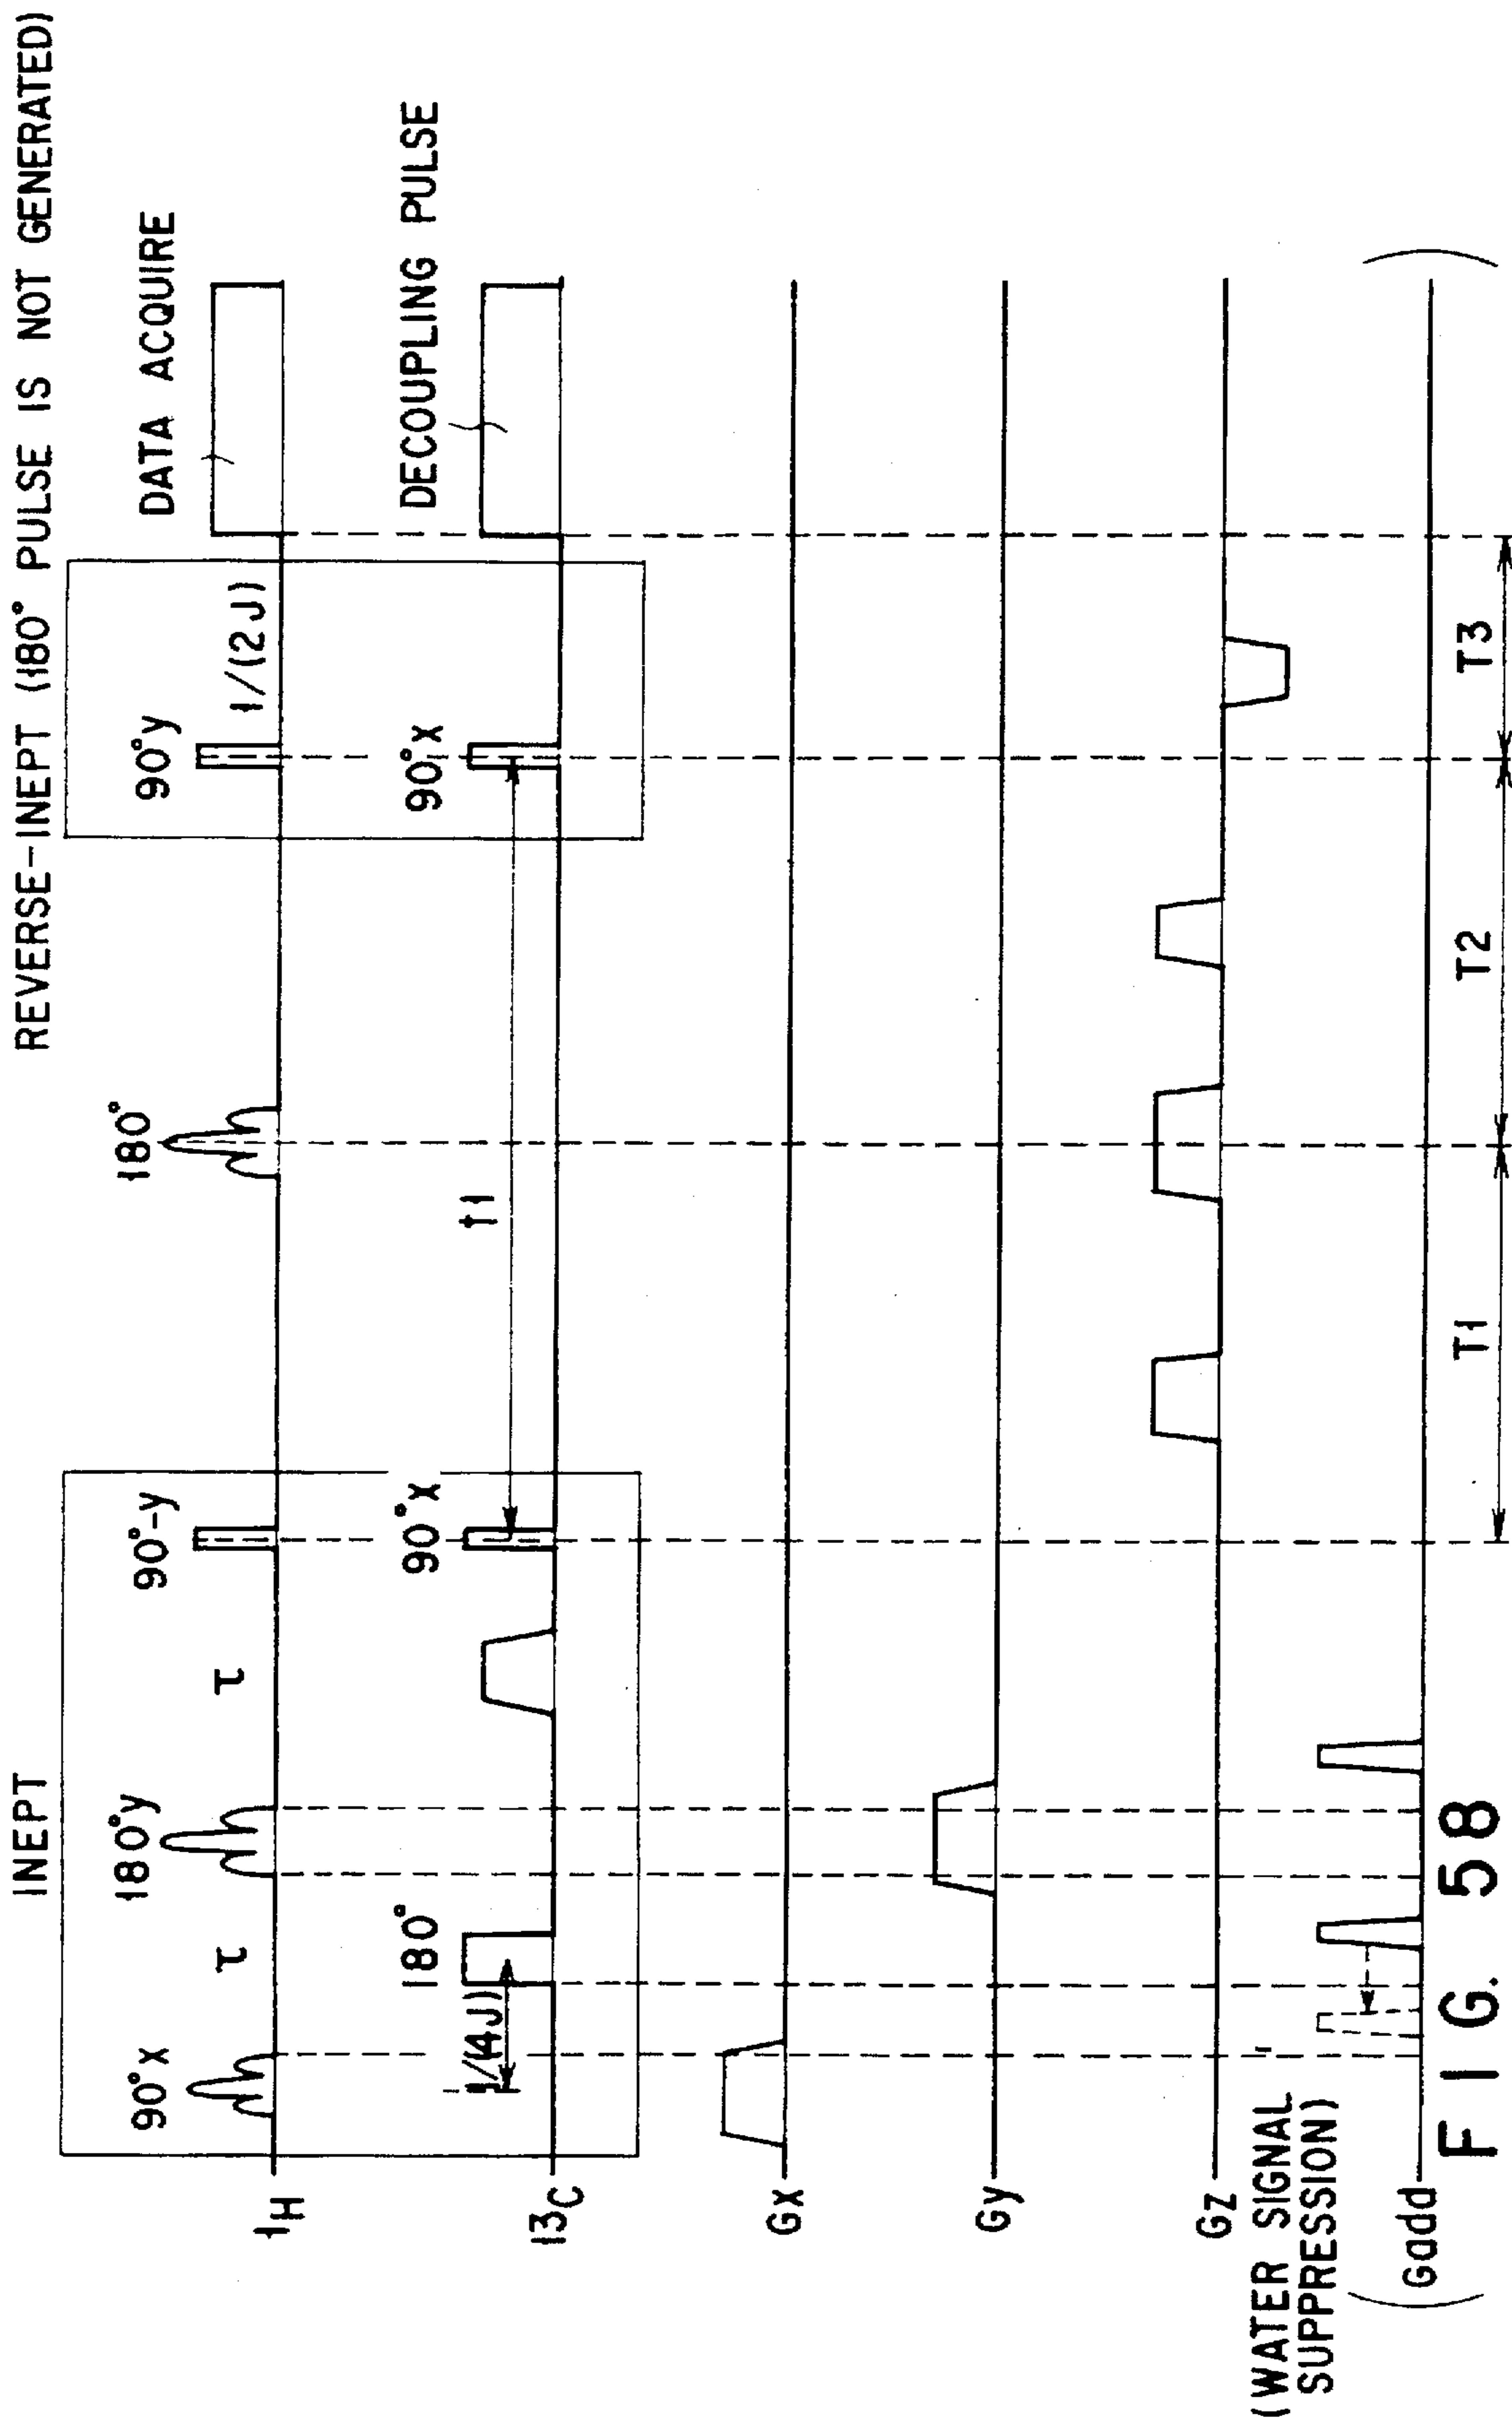 REVERSE-INEPT (180° PULSE IS NOT GENERATED)
INEPT
90°x
τ
180°y
τ
90°-y
180°
90°y
1/(2J)
DATA ACQUIRE
1H
1/(4J)
180°
90°x
t1
90°x
DECOUPLING PULSE
13C
Gx
Gy
Gz
(WATER SIGNAL
SUPPRESSION)
(Gadd)
T1
T2
T3
FIG. 58